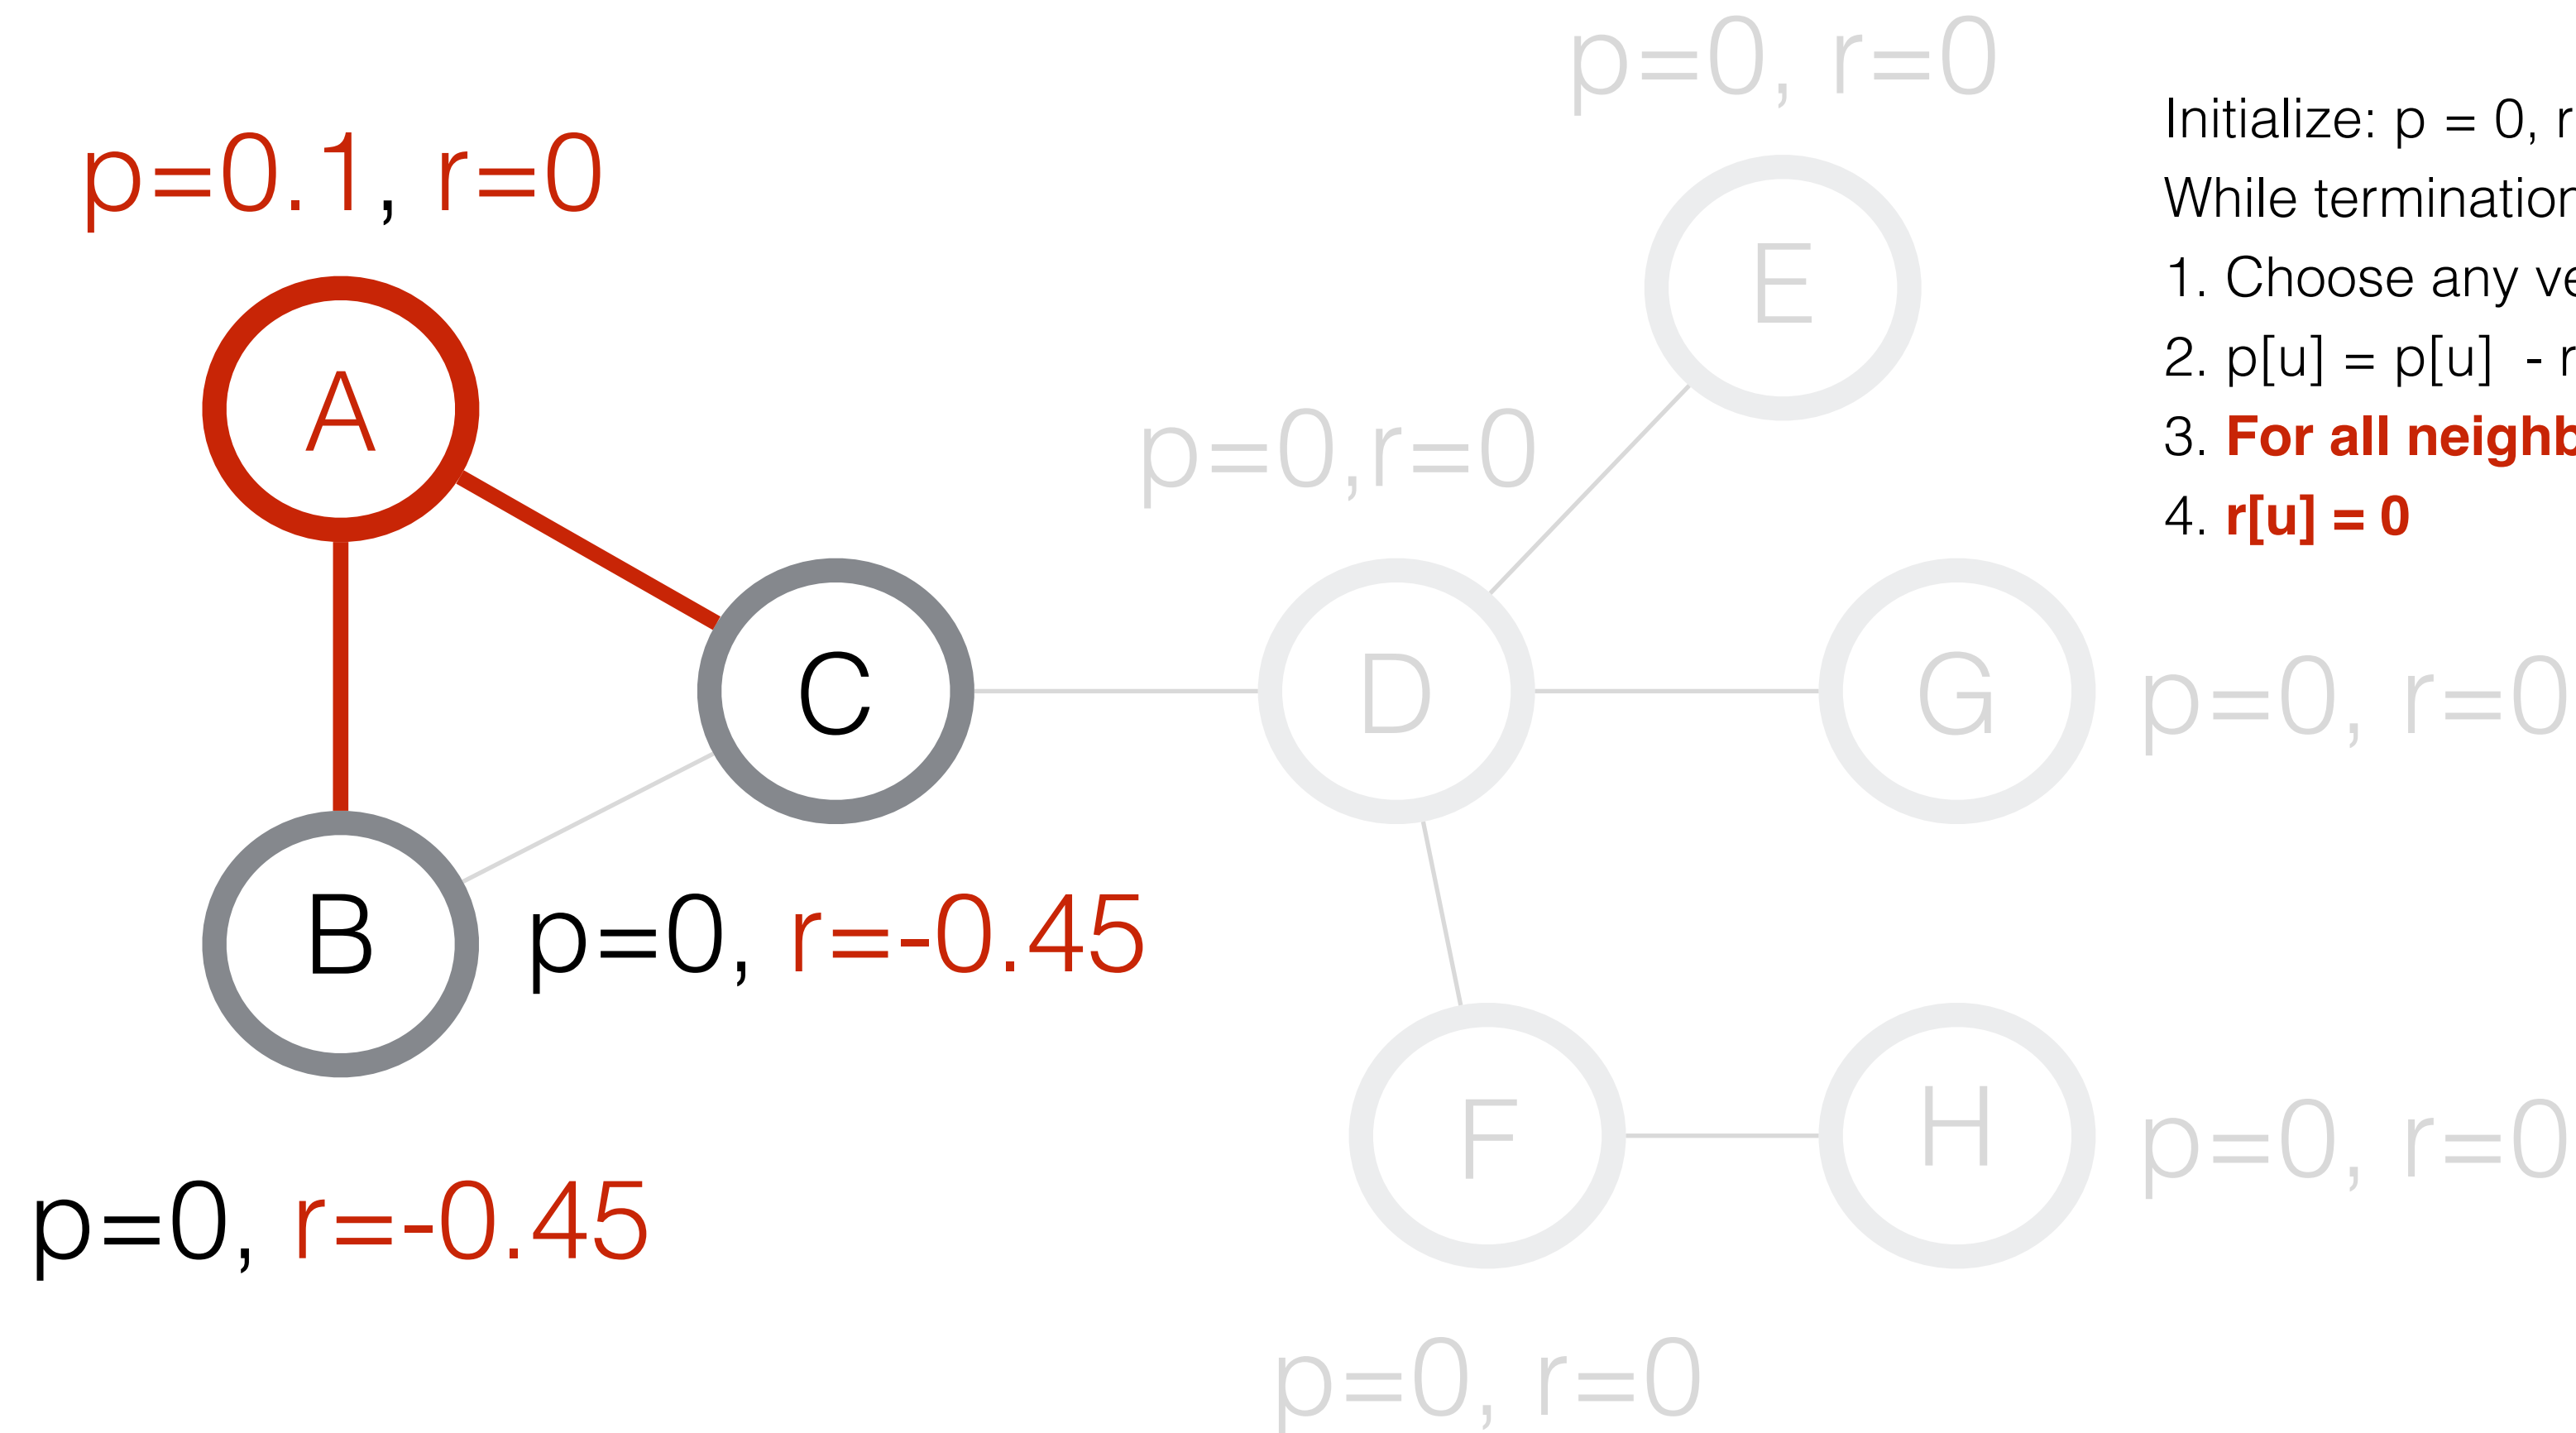 p=0, r=0
Initialize: p = 0, r
While termination
1. Choose any ve
2. p[u] = p[u] - r
3. For all neighb
4. r[u] = 0
p=0.1, r=0
E
A
p=0,r=0
C
D
G
p=0, r=0
B
p=0, r=-0.45
F
H
p=0, r=0
p=0, r=-0.45
p=0, r=0